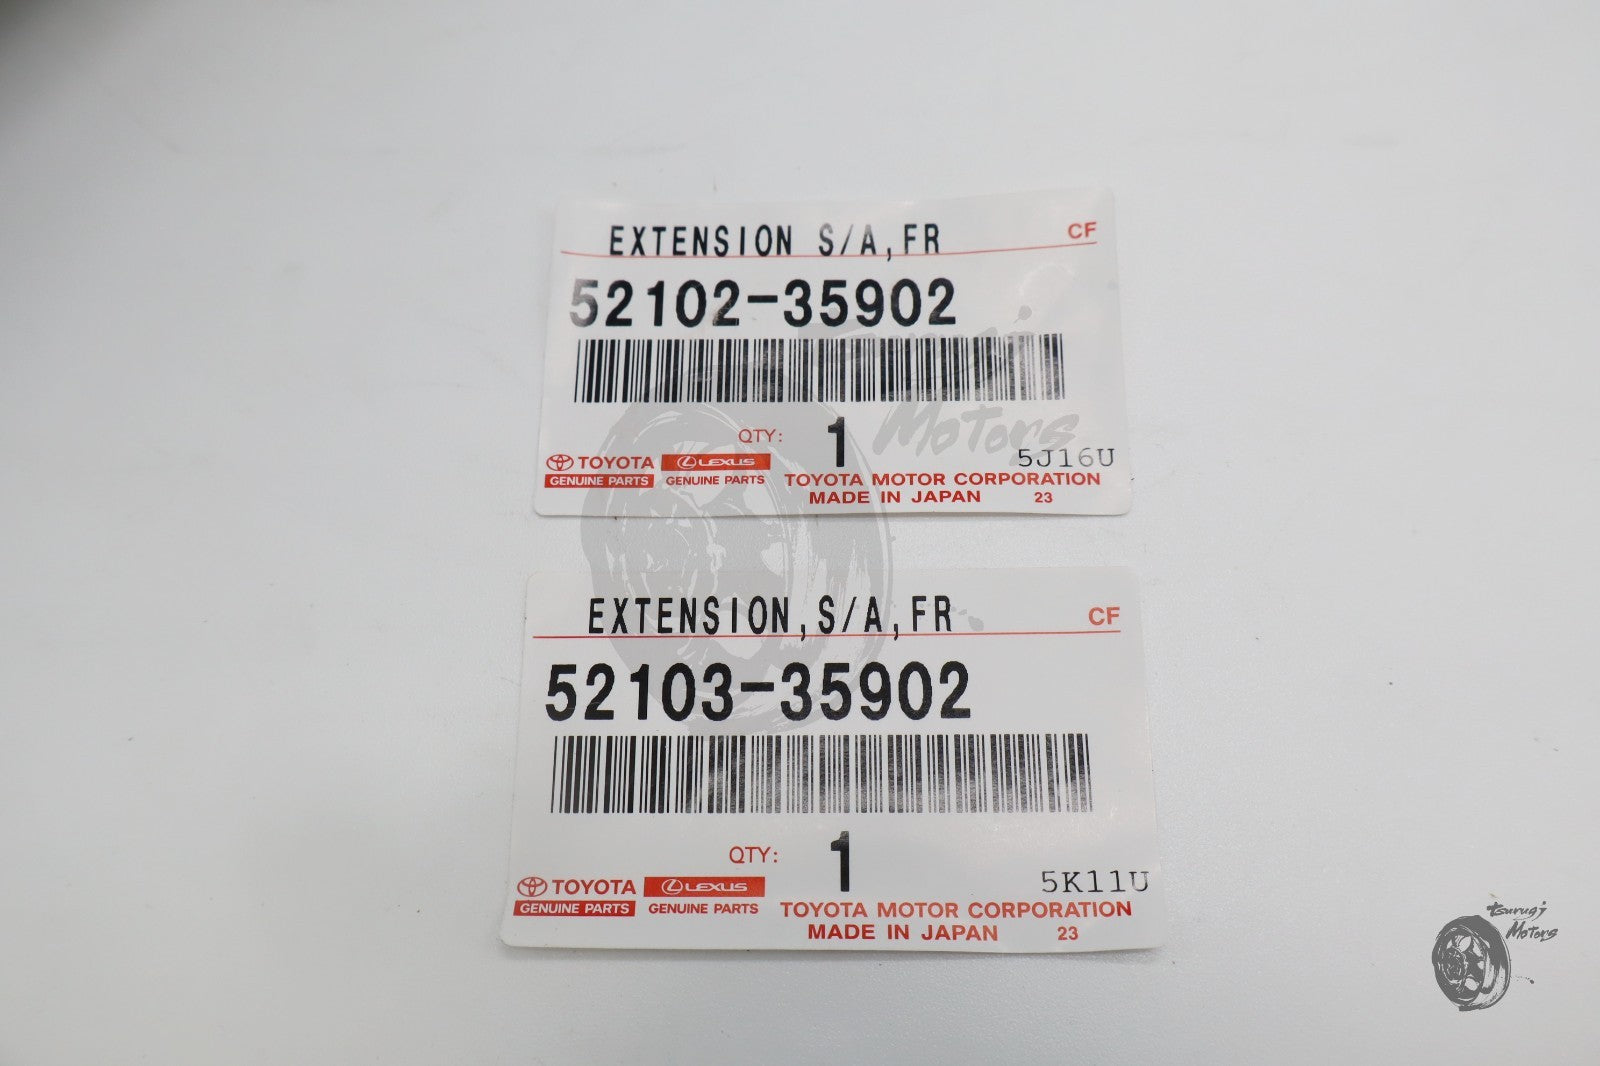 EXTENSION S/A,FR
CF
52102-35902
QTY: 1
5J16U
TOYOTA
GENUINE PARTS
LEXUS
GENUINE PARTS
TOYOTA MOTOR CORPORATION
MADE IN JAPAN 23
Tsurugi
Motors
EXTENSION,S/A,FR
CF
52103-35902
QTY: 1
5K11U
TOYOTA
GENUINE PARTS
LEXUS
GENUINE PARTS
TOYOTA MOTOR CORPORATION
MADE IN JAPAN 23
Tsurugi
Motors